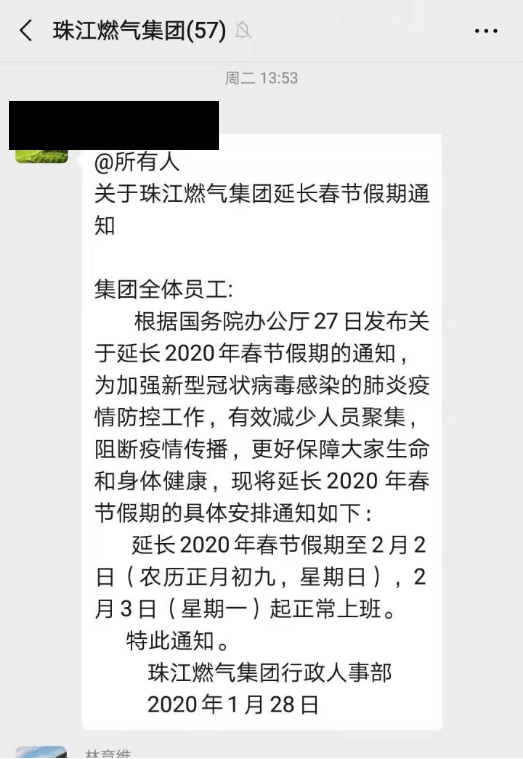 珠江燃气集团(57)
周二 13:53
@所有人
关于珠江燃气集团延长春节假期通
知
集团全体员工:
根据国务院办公厅27日发布关
于延长2020年春节假期的通知，
为加强新型冠状病毒感染的肺炎疫
情防控工作，有效减少人员聚集，
阻断疫情传播，更好保障大家生命
和身体健康，现将延长2020 年春
节假期的具体安排通知如下：
延长2020年春节假期至2月2
日（农历正月初九，星期日），2
月3日（星期一）起正常上班。
特此通知。
珠江燃气集团行政人事部
2020年1月28日
林育维